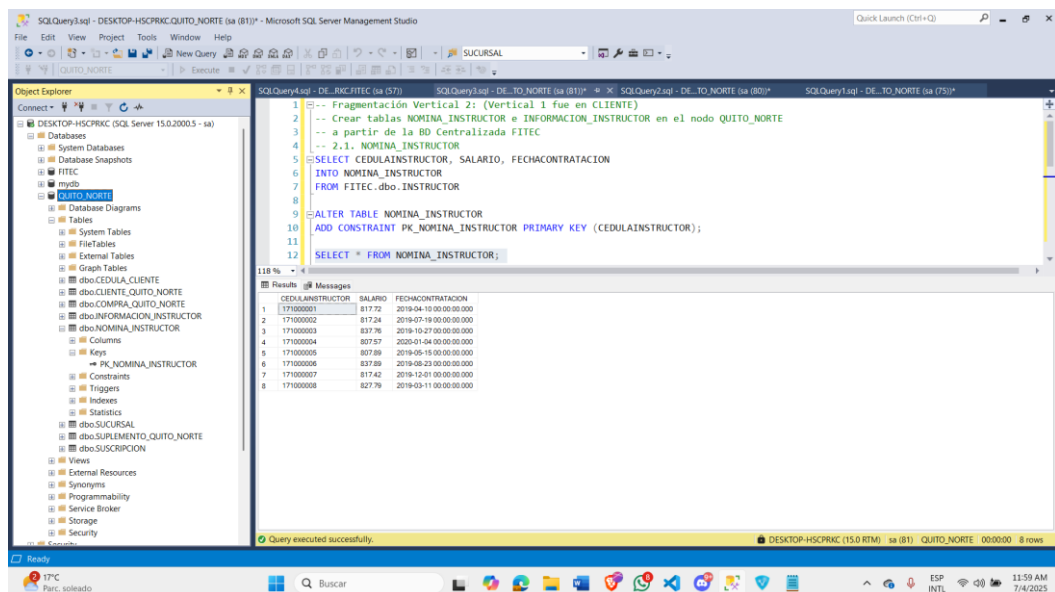 SQLQuery3.sql - DESKTOP-HSCPRKC.QUITO_NORTE (sa (81))* - Microsoft SQL Server Management Studio
Quick Launch (Ctrl+Q)
File Edit View Project Tools Window Help
New Query
SUCURSAL
QUITO_NORTE
Execute
Object Explorer
SQLQuery4.sql - DE...RKC.FITEC (sa (57))
SQLQuery3.sql - DE...TO_NORTE (sa (81))*
SQLQuery2.sql - DE...TO_NORTE (sa (80))*
SQLQuery1.sql - DE...TO_NORTE (sa (75))*
Connect
DESKTOP-HSCPRKC (SQL Server 15.0.2000.5 - sa)
Databases
System Databases
Database Snapshots
FITEC
mydb
QUITO_NORTE
Database Diagrams
Tables
System Tables
FileTables
External Tables
Graph Tables
dbo.CEDULA_CLIENTE
dbo.CLIENTE_QUITO_NORTE
dbo.COMPRA_QUITO_NORTE
dbo.INFORMACION_INSTRUCTOR
dbo.NOMINA_INSTRUCTOR
Columns
Keys
PK_NOMINA_INSTRUCTOR
Constraints
Triggers
Indexes
Statistics
dbo.SUCURSAL
dbo.SUPLEMENTO_QUITO_NORTE
dbo.SUSCRIPCION
Views
External Resources
Synonyms
Programmability
Service Broker
Storage
Security
Security
1 -- Fragmentación Vertical 2: (Vertical 1 fue en CLIENTE)
2 -- Crear tablas NOMINA_INSTRUCTOR e INFORMACION_INSTRUCTOR en el nodo QUITO_NORTE
3 -- a partir de la BD Centralizada FITEC
4 -- 2.1. NOMINA_INSTRUCTOR
5 SELECT CEDULAINSTRUCTOR, SALARIO, FECHACONTRATACION
6 INTO NOMINA_INSTRUCTOR
7 FROM FITEC.dbo.INSTRUCTOR
8
9 ALTER TABLE NOMINA_INSTRUCTOR
10 ADD CONSTRAINT PK_NOMINA_INSTRUCTOR PRIMARY KEY (CEDULAINSTRUCTOR);
11
12 SELECT * FROM NOMINA_INSTRUCTOR;
118 %
Results Messages
CEDULAINSTRUCTOR SALARIO FECHACONTRATACION
1 171000001 817.72 2019-04-10 00:00:00.000
2 171000002 817.24 2019-07-19 00:00:00.000
3 171000003 837.76 2019-10-27 00:00:00.000
4 171000004 807.57 2020-01-04 00:00:00.000
5 171000005 807.89 2019-05-15 00:00:00.000
6 171000006 837.89 2019-08-23 00:00:00.000
7 171000007 817.42 2019-12-01 00:00:00.000
8 171000008 827.79 2019-03-11 00:00:00.000
Query executed successfully.
DESKTOP-HSCPRKC (15.0 RTM) sa (81) QUITO_NORTE 00:00:00 8 rows
Ready
2
17°C
Parc. soleado
Buscar
ESP
INTL
11:59 AM
7/4/2025